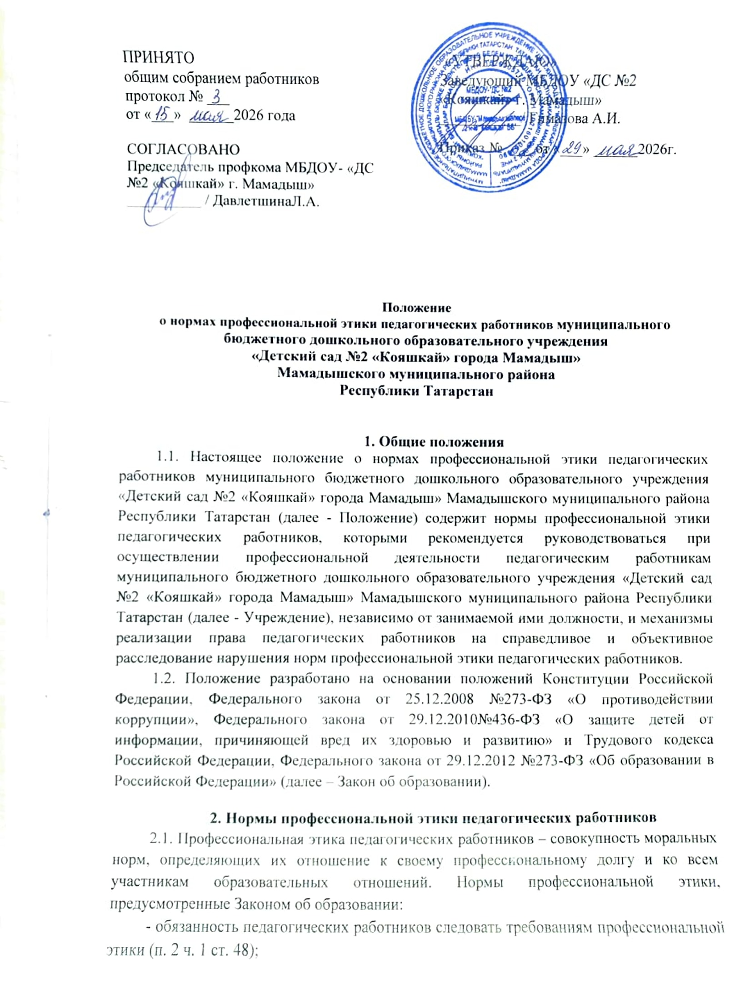 ПРИНЯТО
общим собранием работников
протокол № 3
от «15» мая 2026 года
СОГЛАСОВАНО
Председатель профкома МБДОУ- «ДС
№2 «Кояшкай» г. Мамадыш»
/ ДавлетшинаЛ.А.
«УТВЕРЖДАЮ»
Заведующий МБДОУ «ДС №2
«Кояшкай» г. Мамадыш»
Приказ № от «29» мая 2026г.
МБДОУ-"ДС №2
Положение
о нормах профессиональной этики педагогических работников муниципального
бюджетного дошкольного образовательного учреждения
«Детский сад №2 «Кояшкай» города Мамадыш»
Мамадышского муниципального района
Республики Татарстан
1. Общие положения
1.1. Настоящее положение о нормах профессиональной этики педагогических
работников муниципального бюджетного дошкольного образовательного учреждения
«Детский сад №2 «Кояшкай» города Мамадыш» Мамадышского муниципального района
Республики Татарстан (далее - Положение) содержит нормы профессиональной этики
педагогических работников, которыми рекомендуется руководствоваться при
осуществлении профессиональной деятельности педагогическим работникам
муниципального бюджетного дошкольного образовательного учреждения «Детский сад
№2 «Кояшкай» города Мамадыш» Мамадышского муниципального района Республики
Татарстан (далее - Учреждение), независимо от занимаемой ими должности, и механизмы
реализации права педагогических работников на справедливое и объективное
расследование нарушения норм профессиональной этики педагогических работников.
1.2. Положение разработано на основании положений Конституции Российской
Федерации, Федерального закона от 25.12.2008 №273-ФЗ «О противодействии
коррупции», Федерального закона от 29.12.2010№436-ФЗ «О защите детей от
информации, причиняющей вред их здоровью и развитию» и Трудового кодекса
Российской Федерации, Федерального закона от 29.12.2012 №273-ФЗ «Об образовании в
Российской Федерации» (далее – Закон об образовании).
2. Нормы профессиональной этики педагогических работников
2.1. Профессиональная этика педагогических работников – совокупность моральных
норм, определяющих их отношение к своему профессиональному долгу и ко всем
участникам образовательных отношений. Нормы профессиональной этики,
предусмотренные Законом об образовании:
- обязанность педагогических работников следовать требованиям профессиональной
этики (п. 2 ч. 1 ст. 48);